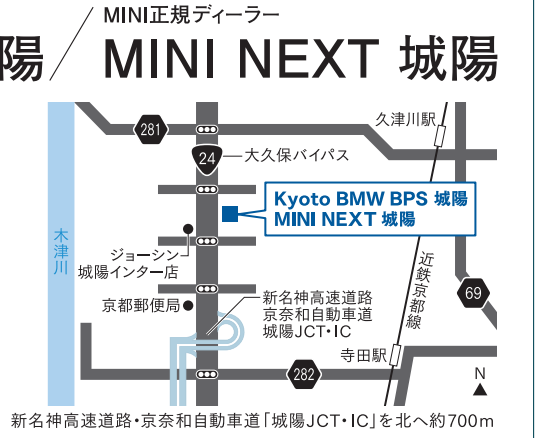 MINI正規ディーラー
陽／MINI NEXT 城陽
久津川駅
281
24
大久保バイパス
Kyoto BMW BPS 城陽
MINI NEXT 城陽
木津川
ジョーシン
城陽インター店
近鉄京都線
69
京都郵便局
新名神高速道路
京奈和自動車道
城陽JCT・IC
寺田駅
282
N
新名神高速道路・京奈和自動車道「城陽JCT・IC」を北へ約700m